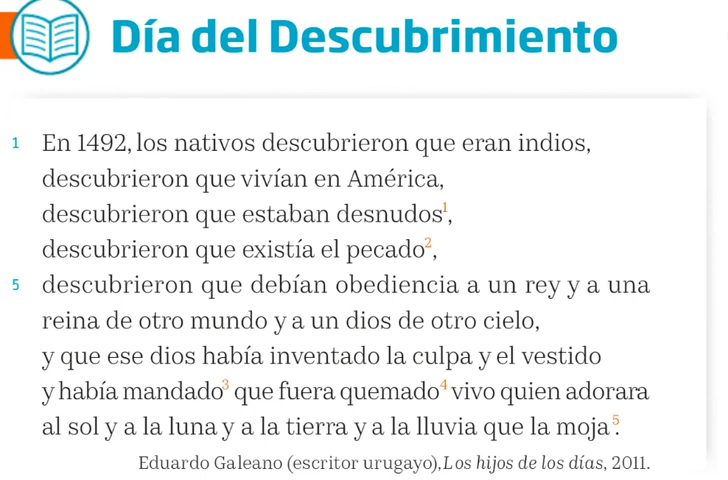 Día del Descubrimiento
1 En 1492, los nativos descubrieron que eran indios,
descubrieron que vivían en América,
descubrieron que estaban desnudos¹,
descubrieron que existía el pecado²,
5 descubrieron que debían obediencia a un rey y a una
reina de otro mundo y a un dios de otro cielo,
y que ese dios había inventado la culpa y el vestido
y había mandado³ que fuera quemado⁴ vivo quien adorara
al sol y a la luna y a la tierra y a la lluvia que la moja⁵.
Eduardo Galeano (escritor urugayo), Los hijos de los días, 2011.